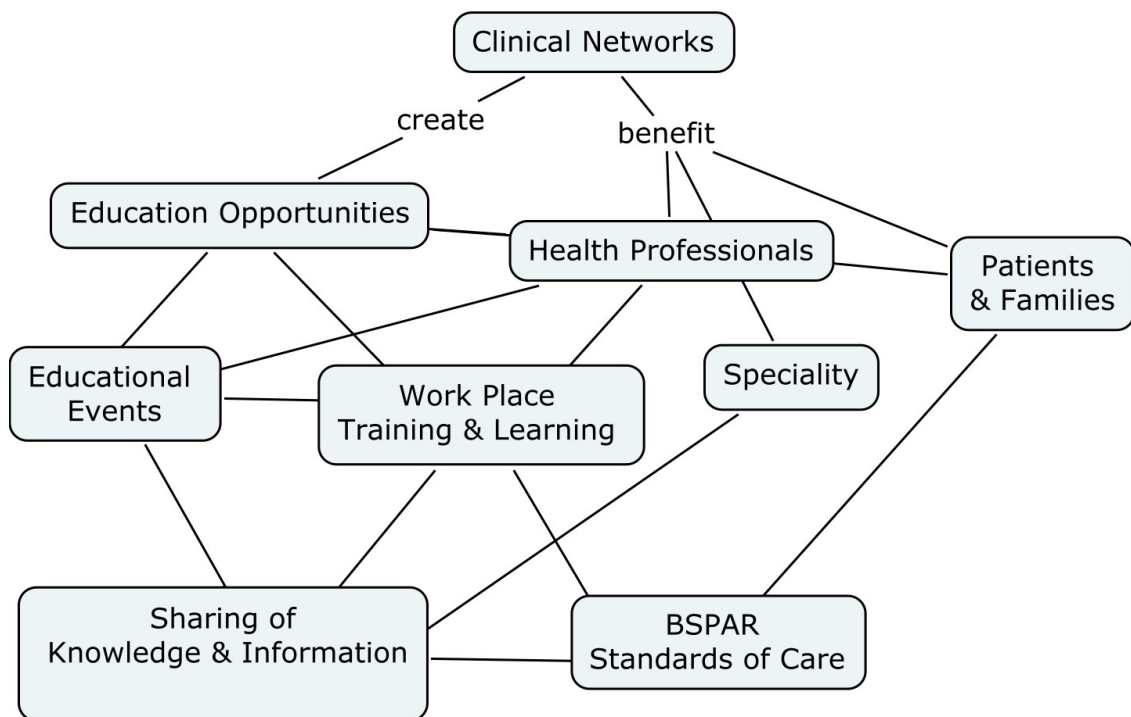 Clinical Networks
create
benefit
Education Opportunities
Health Professionals
Patients
& Families
Educational
Events
Work Place
Training & Learning
Speciality
Sharing of
Knowledge & Information
BSPAR
Standards of Care